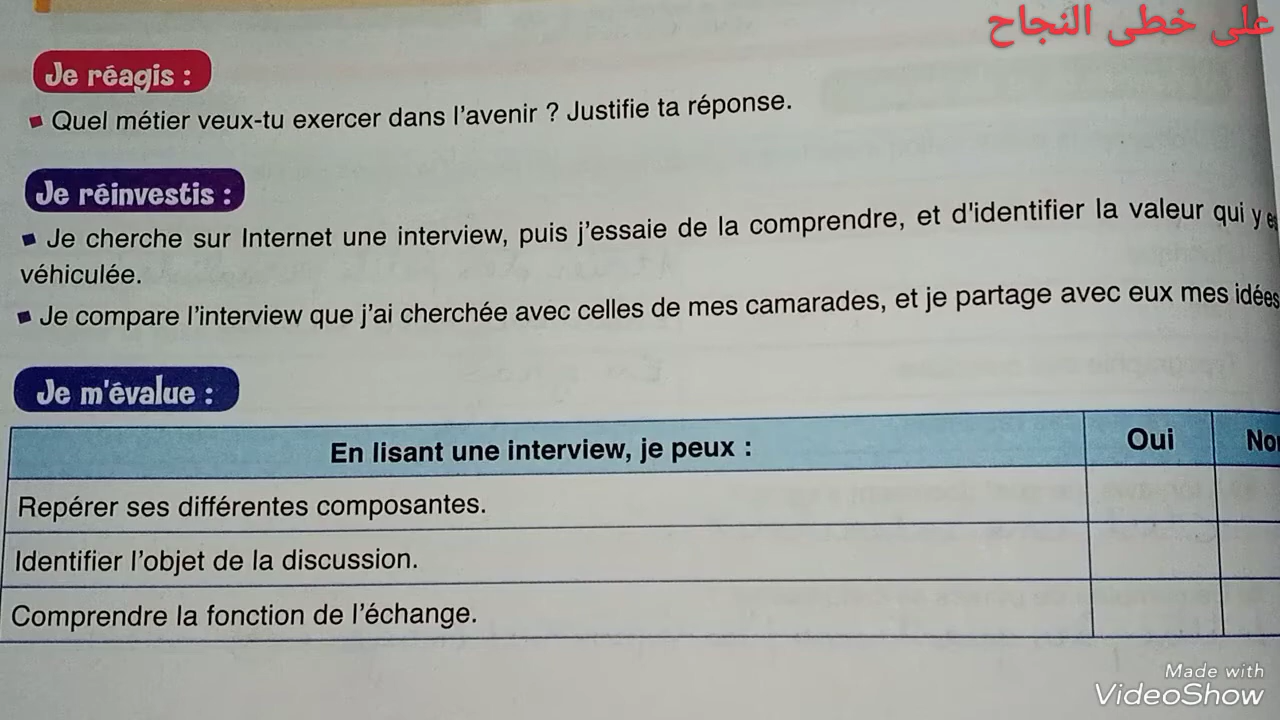 على خطى النجاح
Je réagis :
Quel métier veux-tu exercer dans l'avenir ? Justifie ta réponse.
Je réinvestis :
Je cherche sur Internet une interview, puis j'essaie de la comprendre, et d'identifier la valeur qui y
véhiculée.
Je compare l'interview que j'ai cherchée avec celles de mes camarades, et je partage avec eux mes idées
Je m'évalue :
En lisant une interview, je peux : Oui
Repérer ses différentes composantes.
Identifier l'objet de la discussion.
Comprendre la fonction de l'échange.
Made with
VideoShow